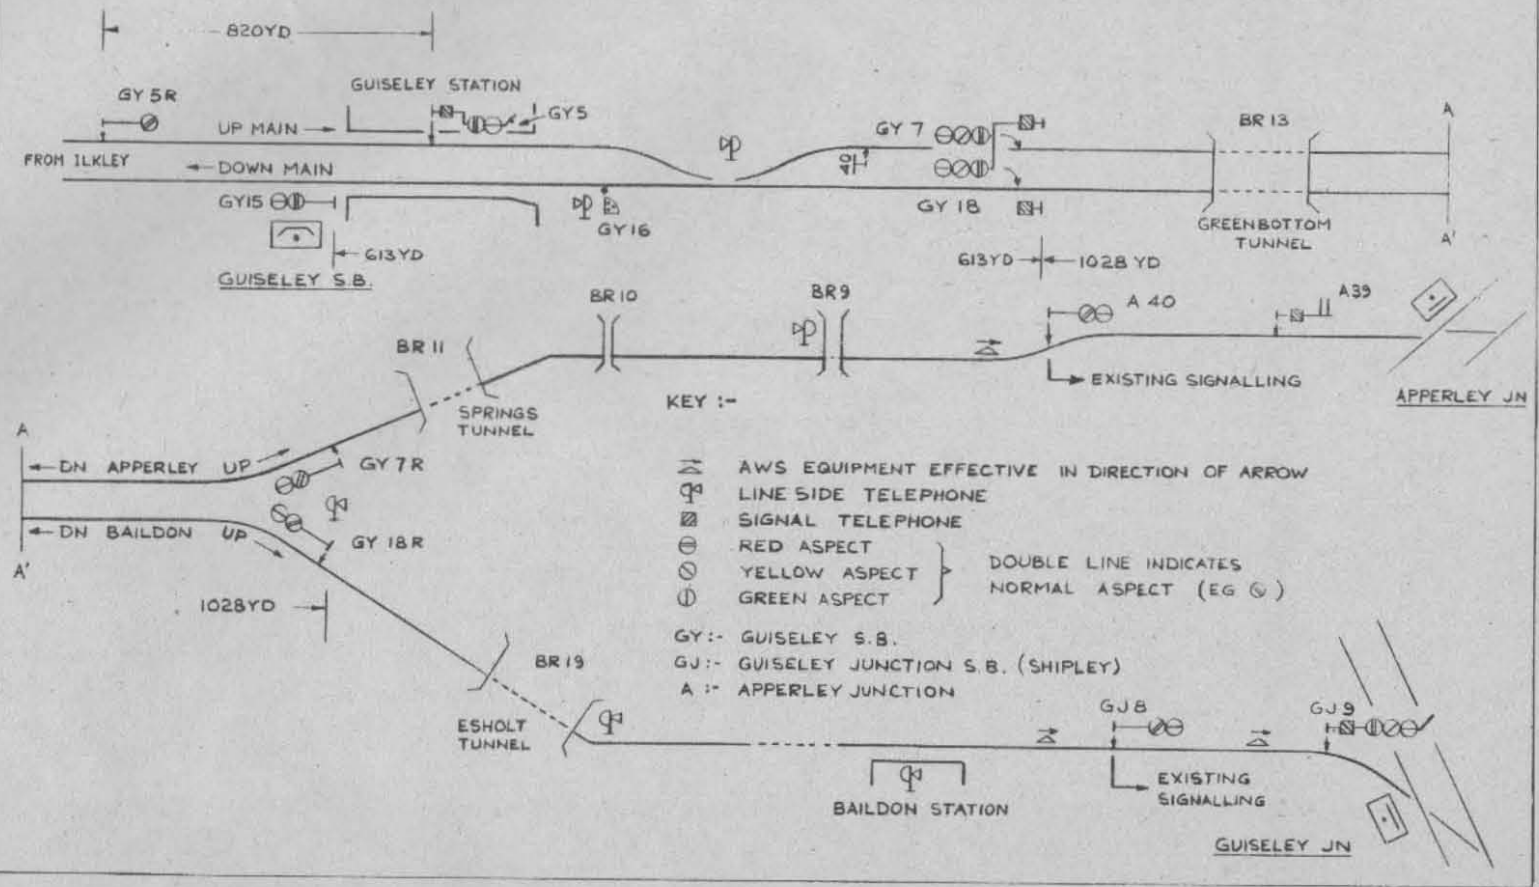 820YD
GY 5R
GUISELEY STATION
GY5
UP MAIN
FROM ILKLEY
DOWN MAIN
GY15
613YD
GUISELEY S.B.
GY16
GY 7
GY 18
BR 13
GREENBOTTOM
TUNNEL
A
A'
613YD
1028 YD
BR 10
BR9
A 40
A39
EXISTING SIGNALLING
APPERLEY JN
BR 11
SPRINGS
TUNNEL
A
DN APPERLEY UP
GY 7R
DN BAILDON UP
GY 18R
A'
1028YD
BR 19
ESHOLT
TUNNEL
KEY :-
AWS EQUIPMENT EFFECTIVE IN DIRECTION OF ARROW
LINE SIDE TELEPHONE
SIGNAL TELEPHONE
RED ASPECT
YELLOW ASPECT
GREEN ASPECT
DOUBLE LINE INDICATES
NORMAL ASPECT (EG )
GY :- GUISELEY S.B.
GJ :- GUISELEY JUNCTION S.B. (SHIPLEY)
A :- APPERLEY JUNCTION
GJ8
GJ 9
BAILDON STATION
EXISTING
SIGNALLING
GUISELEY JN